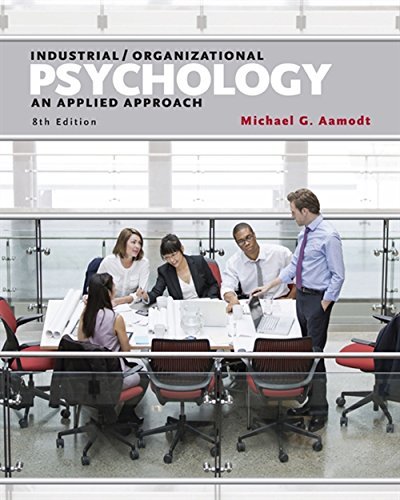 INDUSTRIAL / ORGANIZATIONAL
PSYCHOLOGY
AN APPLIED APPROACH
8th Edition
Michael G. Aamodt